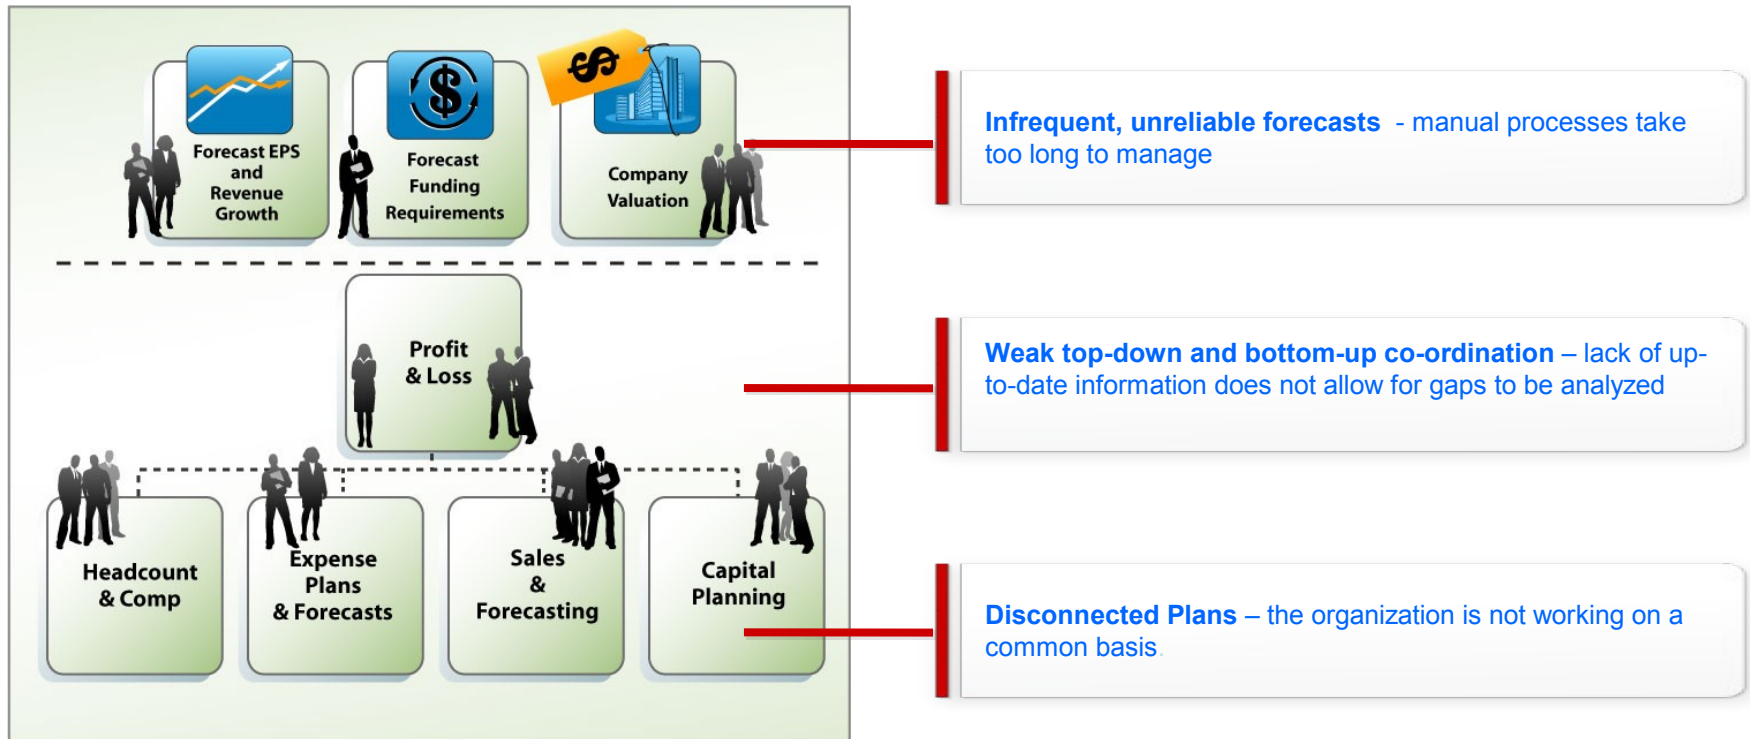 Forecast EPS
and
Revenue
Growth
Forecast
Funding
Requirements
$
Company
Valuation
$
Infrequent, unreliable forecasts - manual processes take
too long to manage
Profit
& Loss
Weak top-down and bottom-up co-ordination – lack of up-
to-date information does not allow for gaps to be analyzed
Headcount
& Comp
Expense
Plans
& Forecasts
Sales
&
Forecasting
Capital
Planning
Disconnected Plans – the organization is not working on a
common basis.